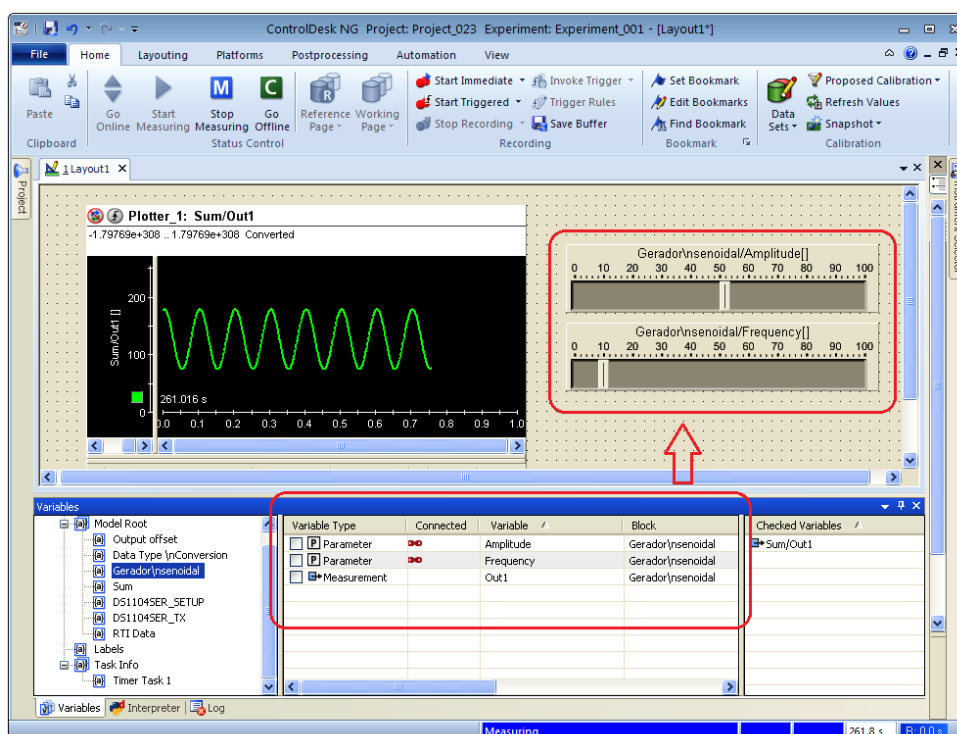 ControlDesk NG Project: Project_023 Experiment: Experiment_001 - [Layout1*]
File Home Layouting Platforms Postprocessing Automation View
Paste
Clipboard
Go Online
Start Measuring
Stop Measuring
Go Offline
Status Control
Reference Page
Working Page
Start Immediate
Start Triggered
Stop Recording
Invoke Trigger
Trigger Rules
Save Buffer
Recording
Set Bookmark
Edit Bookmarks
Find Bookmark
Bookmark
Data Sets
Proposed Calibration
Refresh Values
Snapshot
Calibration
Project
1 Layout1
Plotter_1: Sum/Out1
-1.79769e+308 .. 1.79769e+308 Converted
Sum/Out1 []
200
100
0
261.016 s
0.0 0.1 0.2 0.3 0.4 0.5 0.6 0.7 0.8 0.9 1.0
Gerador\nsenoidal/Amplitude[]
0 10 20 30 40 50 60 70 80 90 100
Gerador\nsenoidal/Frequency[]
0 10 20 30 40 50 60 70 80 90 100
Variables
Model Root
Output offset
Data Type \nConversion
Gerador\nsenoidal
Sum
DS1104SER_SETUP
DS1104SER_TX
RTI Data
Labels
Task Info
Timer Task 1
Variable Type Connected Variable Block
P Parameter Amplitude Gerador\nsenoidal
P Parameter Frequency Gerador\nsenoidal
Measurement Out1 Gerador\nsenoidal
Checked Variables
Sum/Out1
Variables Interpreter Log
Measuring 261.8 s R: 0.0 s